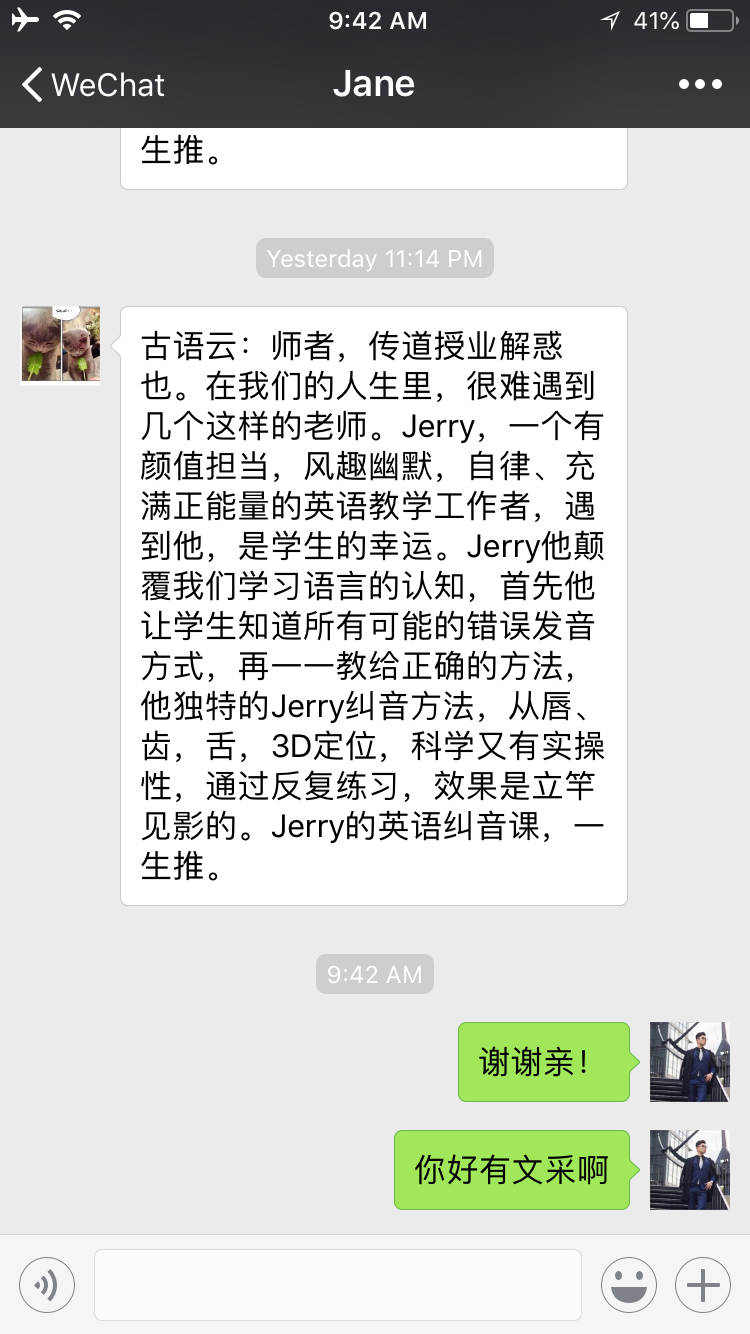 9:42 AM
41%
WeChat
Jane
生推。
Yesterday 11:14 PM
古语云：师者，传道授业解惑
也。在我们的人生里，很难遇到
几个这样的老师。Jerry，一个有
颜值担当，风趣幽默，自律、充
满正能量的英语教学工作者，遇
到他，是学生的幸运。Jerry他颠
覆我们学习语言的认知，首先他
让学生知道所有可能的错误发音
方式，再一一教给正确的方法，
他独特的Jerry纠音方法，从唇、
齿，舌，3D定位，科学又有实操
性，通过反复练习，效果是立竿
见影的。Jerry的英语纠音课，一
生推。
9:42 AM
谢谢亲！
你好有文采啊